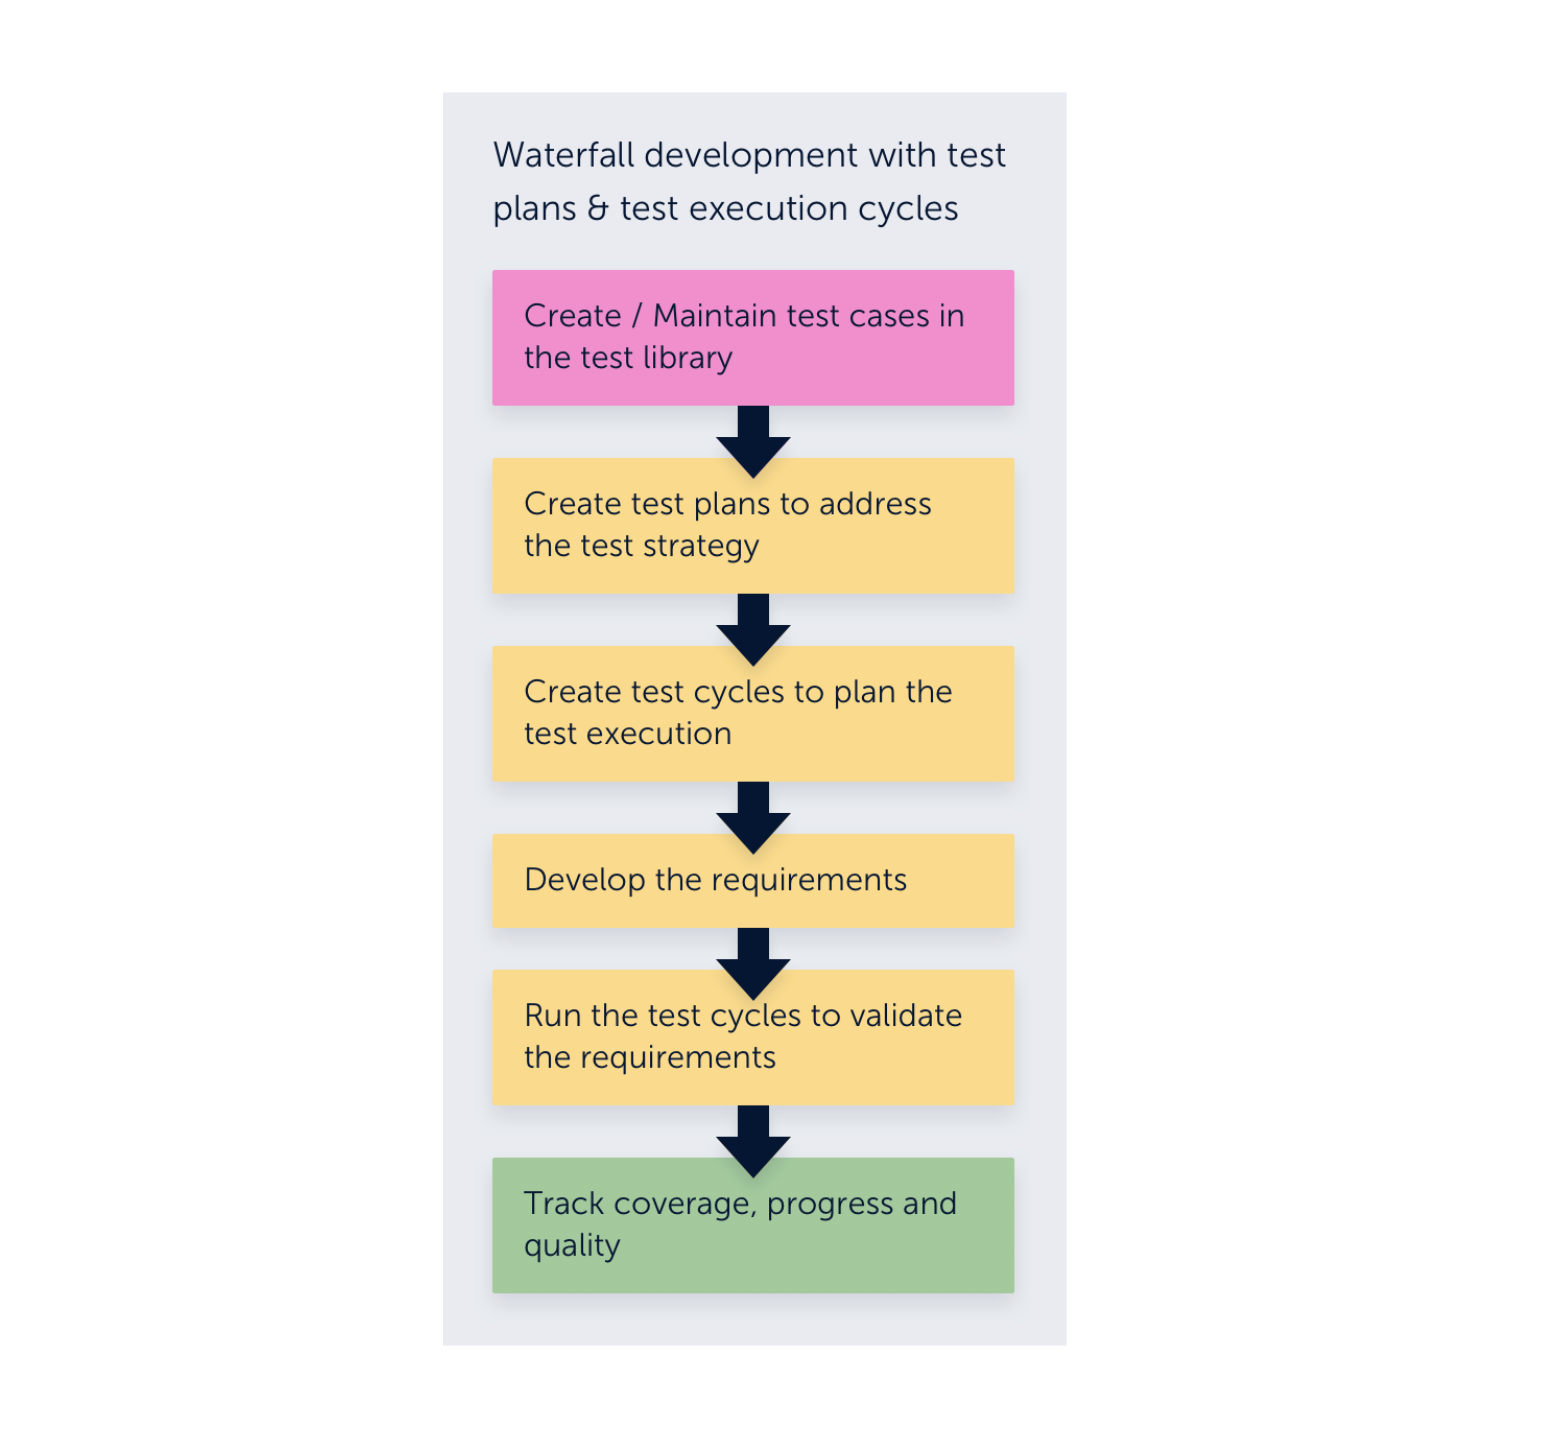 Waterfall development with test
plans & test execution cycles
Create / Maintain test cases in
the test library
Create test plans to address
the test strategy
Create test cycles to plan the
test execution
Develop the requirements
Run the test cycles to validate
the requirements
Track coverage, progress and
quality